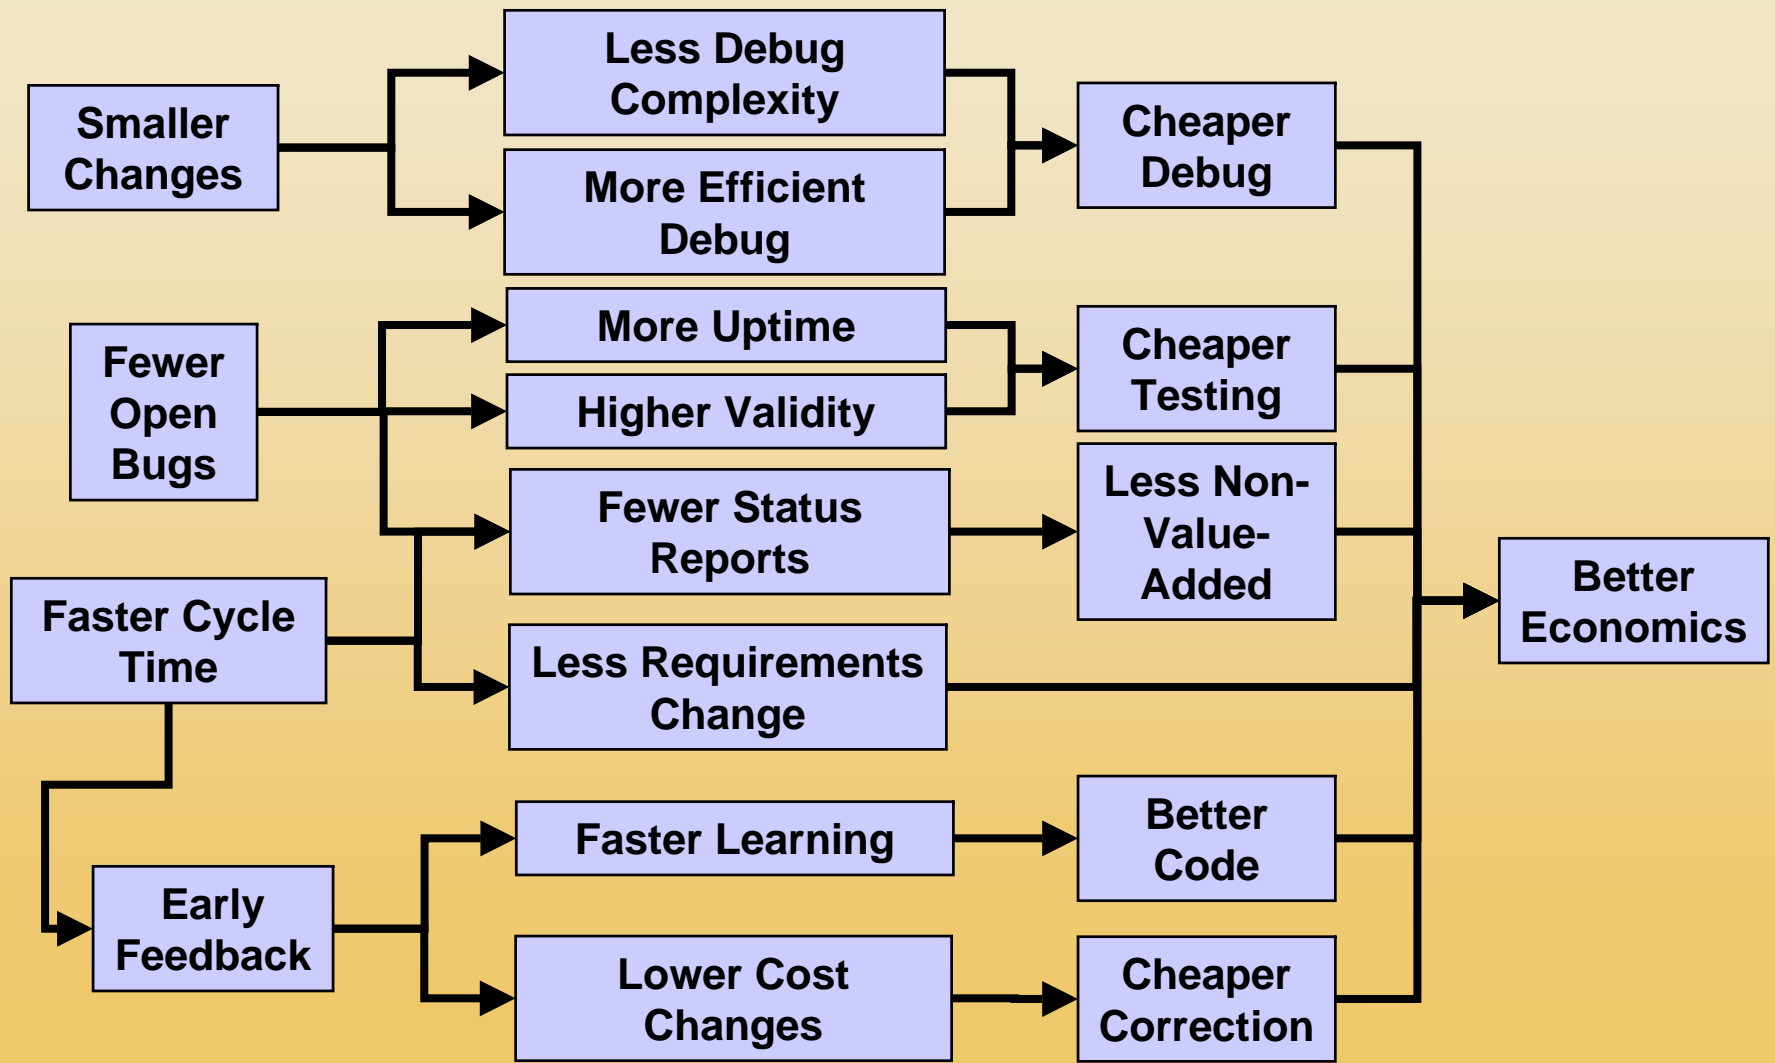 Smaller
Changes
Less Debug
Complexity
More Efficient
Debug
Cheaper
Debug
Fewer
Open
Bugs
More Uptime
Higher Validity
Cheaper
Testing
Fewer Status
Reports
Less Non-
Value-
Added
Faster Cycle
Time
Less Requirements
Change
Better
Economics
Early
Feedback
Faster Learning
Better
Code
Lower Cost
Changes
Cheaper
Correction